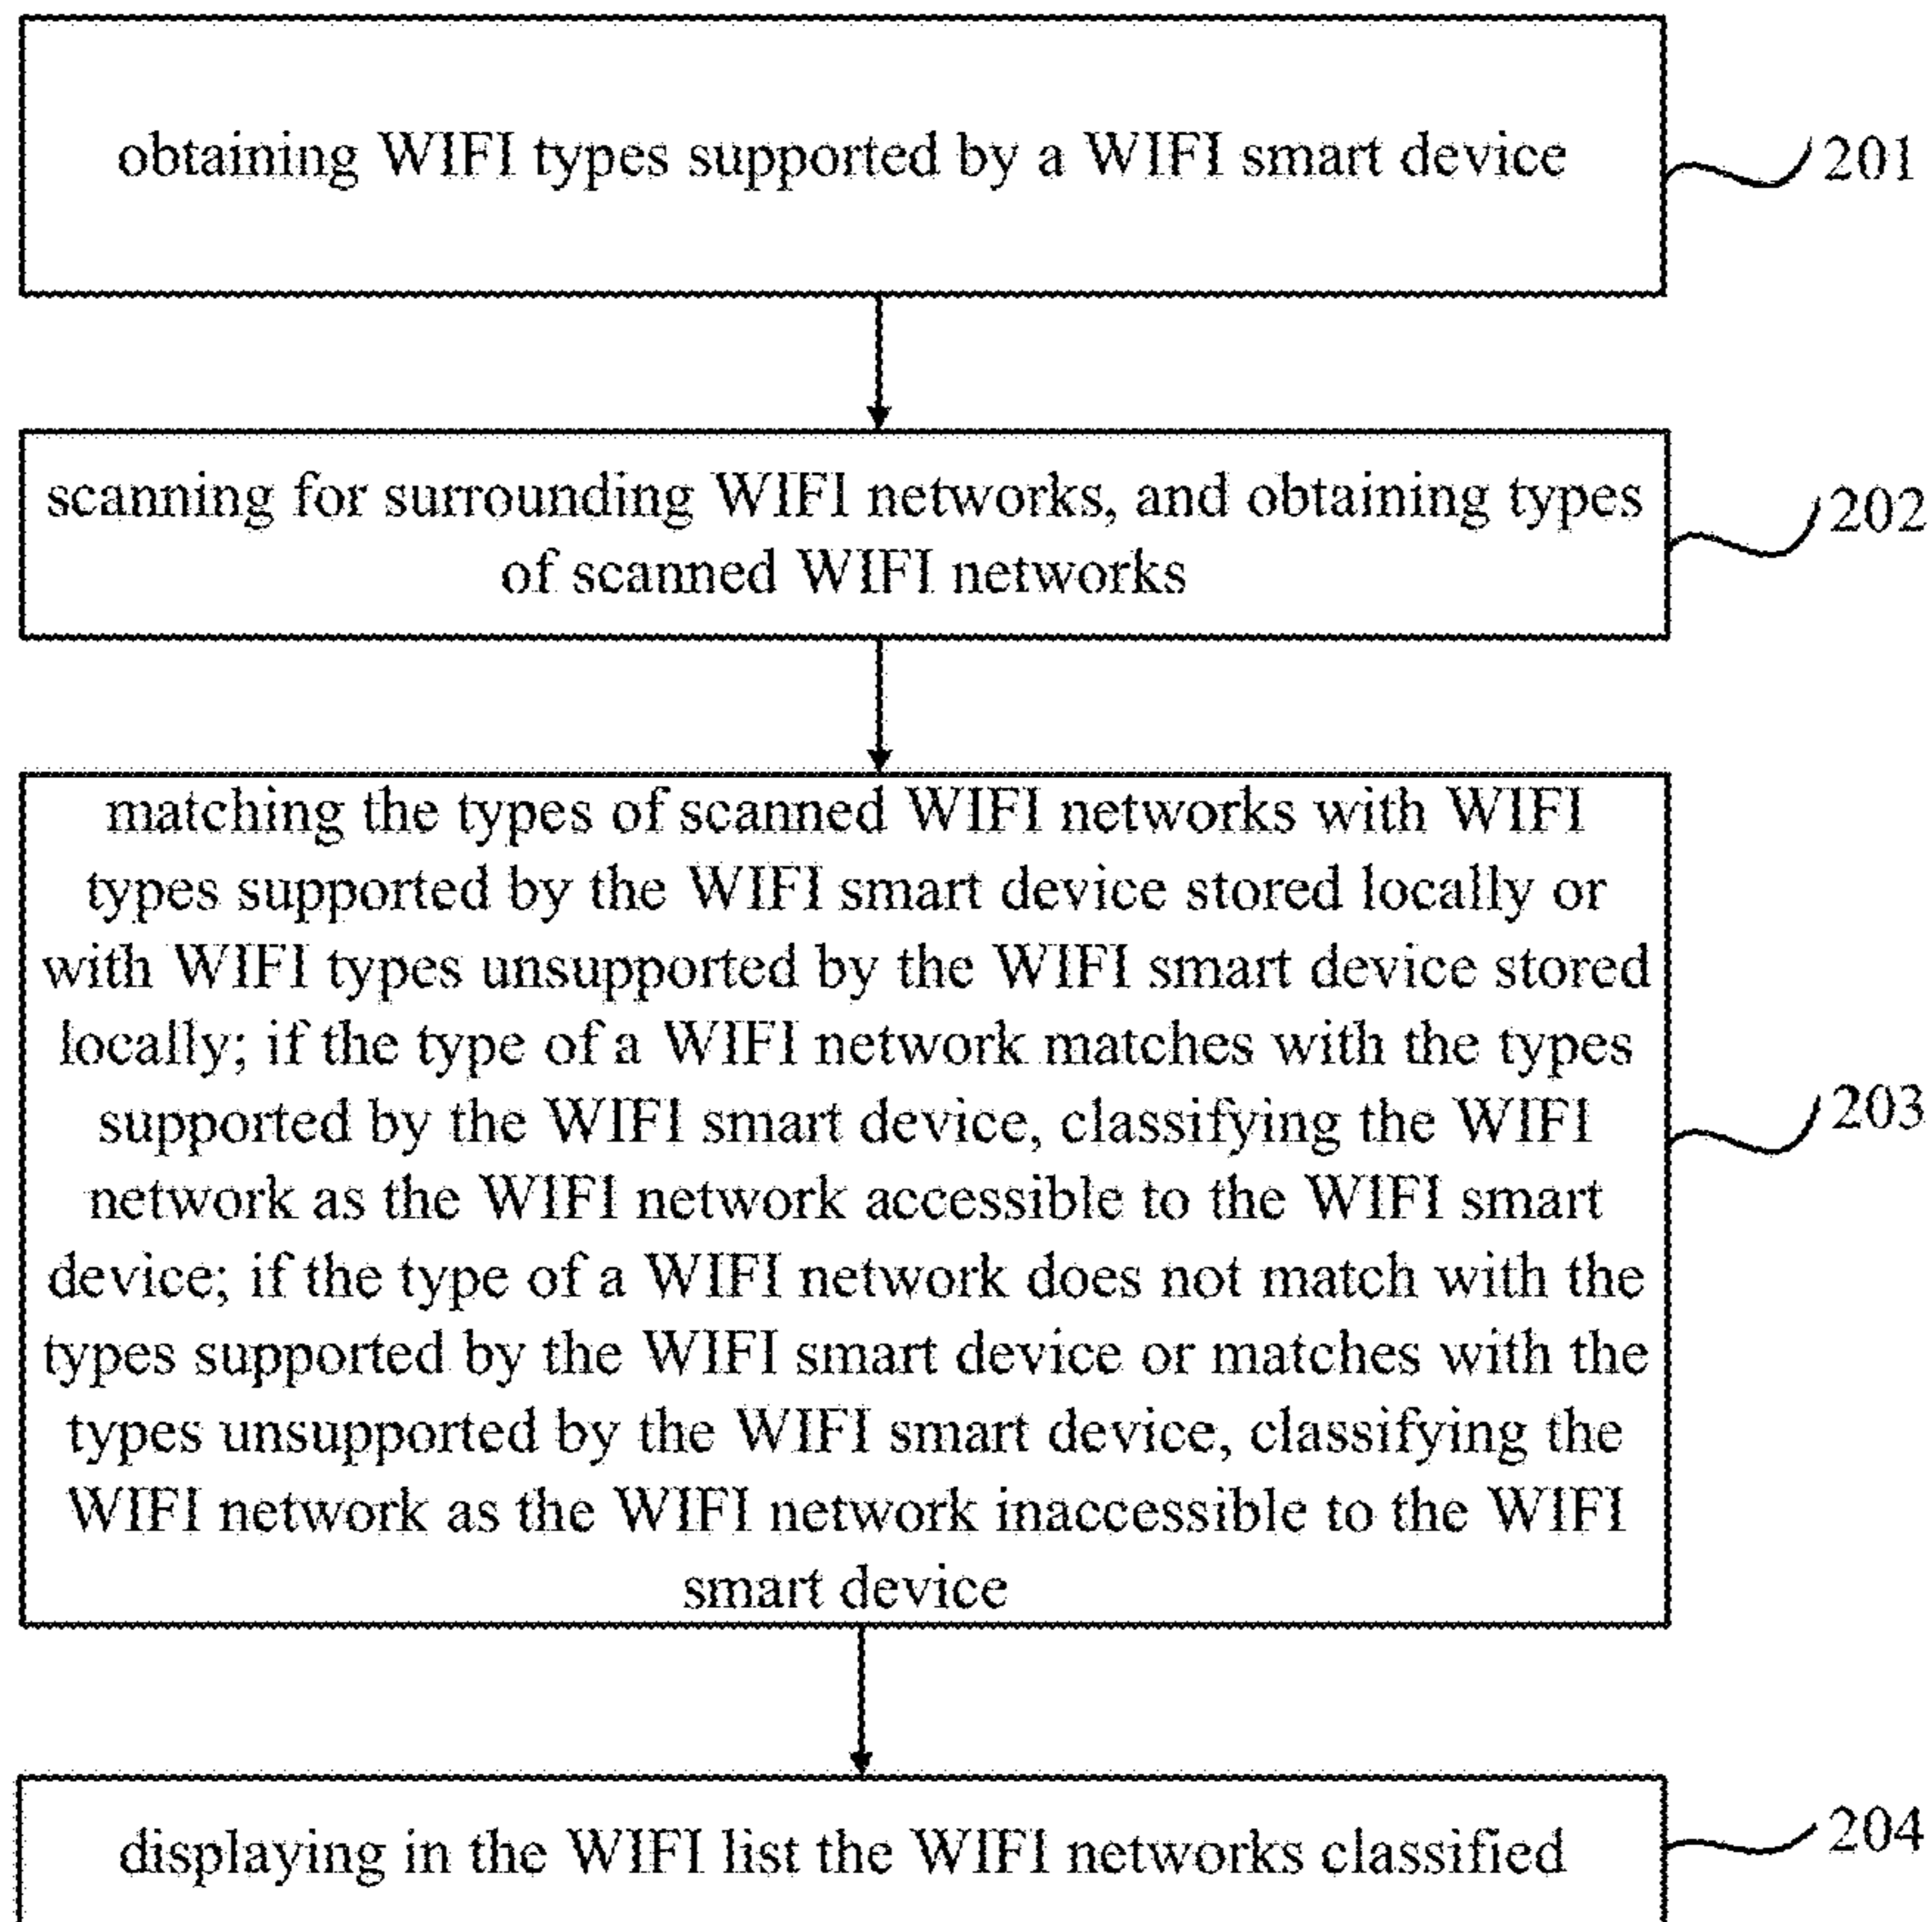 obtaining WIFI types supported by a WIFI smart device
201
scanning for surrounding WIFI networks, and obtaining types
of scanned WIFI networks
202
matching the types of scanned WIFI networks with WIFI
types supported by the WIFI smart device stored locally or
with WIFI types unsupported by the WIFI smart device stored
locally; if the type of a WIFI network matches with the types
supported by the WIFI smart device, classifying the WIFI
network as the WIFI network accessible to the WIFI smart
device; if the type of a WIFI network does not match with the
types supported by the WIFI smart device or matches with the
types unsupported by the WIFI smart device, classifying the
WIFI network as the WIFI network inaccessible to the WIFI
smart device
203
displaying in the WIFI list the WIFI networks classified
204